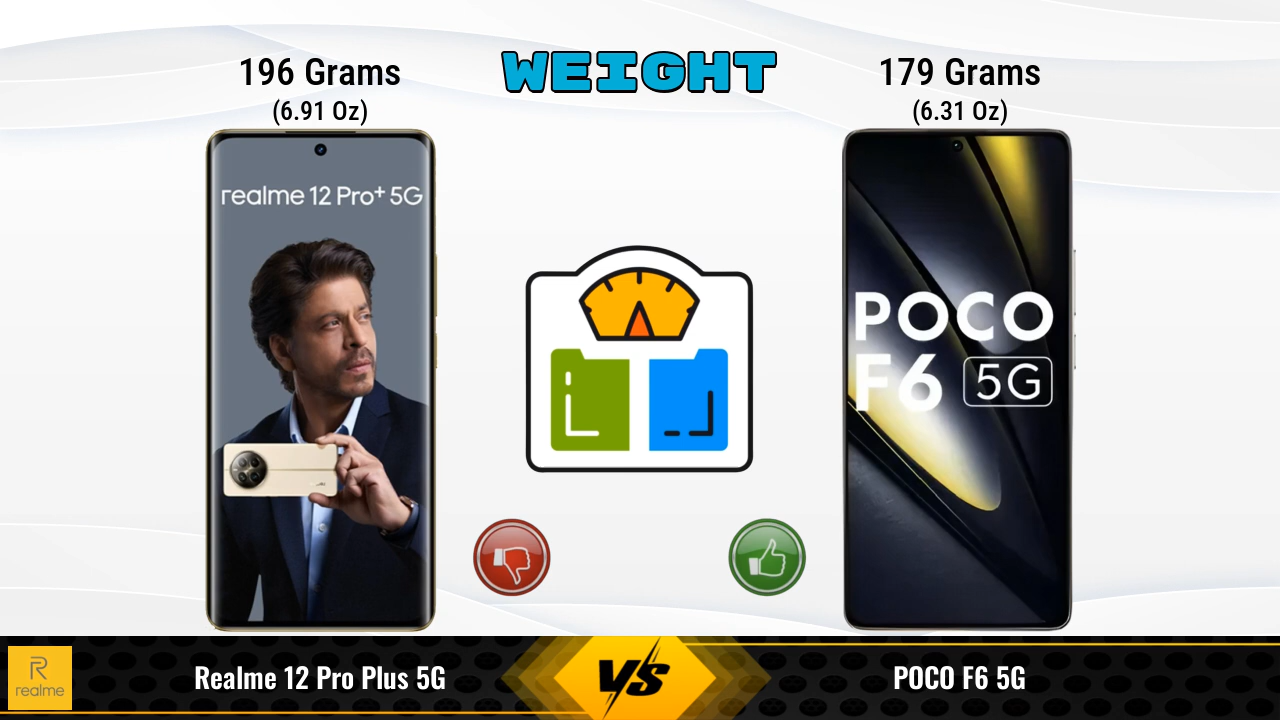 WEIGHT
196 Grams
(6.91 Oz)
179 Grams
(6.31 Oz)
realme 12 Pro+ 5G
POCO
F6 5G
R
realme
Realme 12 Pro Plus 5G
VS
POCO F6 5G